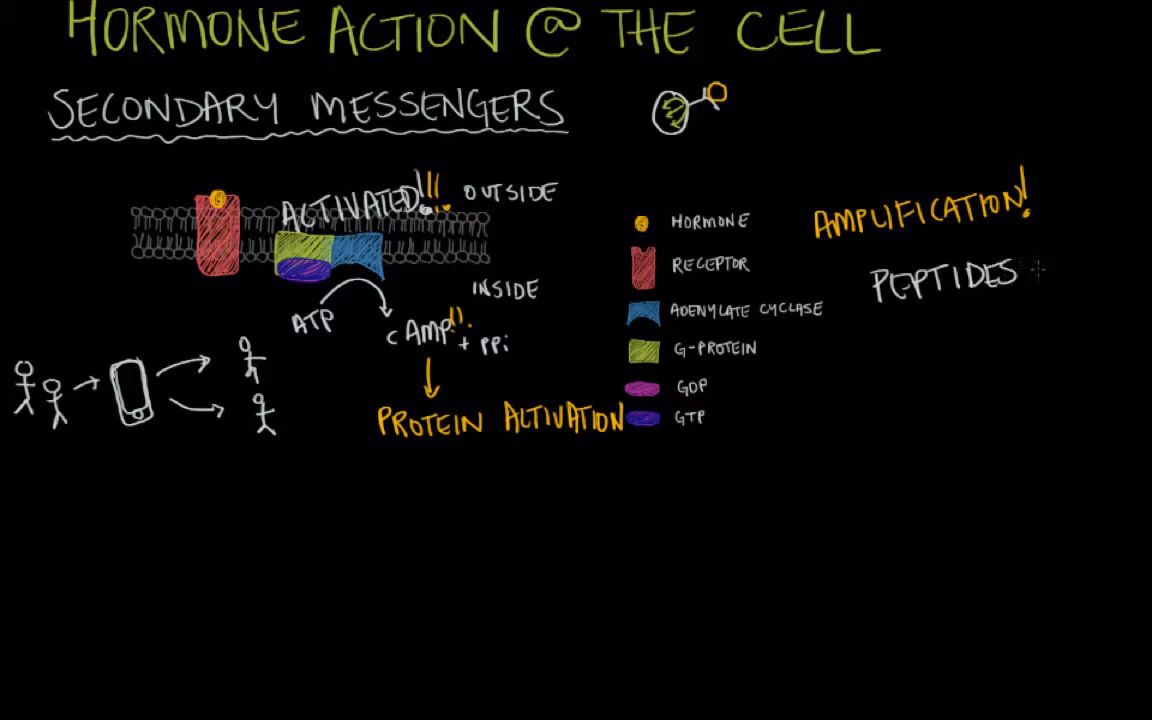 HORMONE ACTION @ THE CELL
SECONDARY MESSENGERS
ACTIVATED!!!
OUTSIDE
INSIDE
ATP
cAMP!!
+ PPi
PROTEIN ACTIVATION
HORMONE
RECEPTOR
ADENYLATE CYCLASE
G-PROTEIN
GDP
GTP
AMPLIFICATION!
PEPTIDES